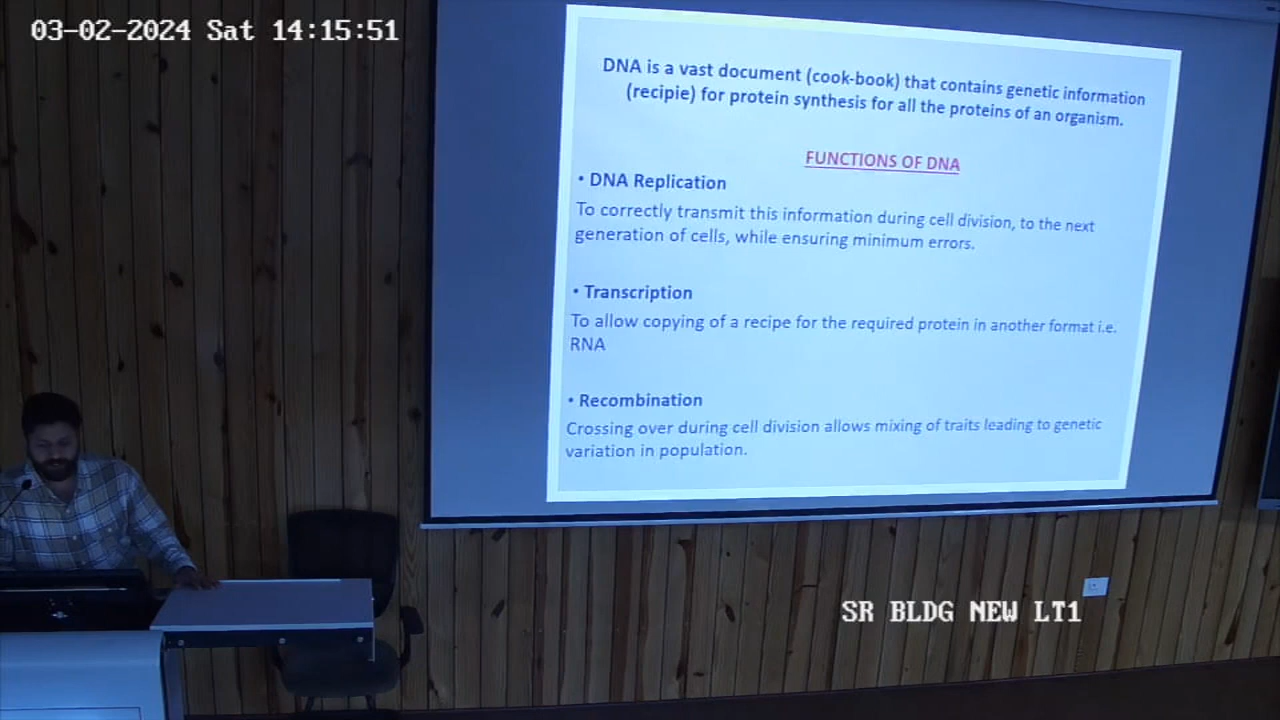 03-02-2024 Sat 14:15:51
DNA is a vast document (cook-book) that contains genetic information
(recipie) for protein synthesis for all the proteins of an organism.
FUNCTIONS OF DNA
• DNA Replication
To correctly transmit this information during cell division, to the next
generation of cells, while ensuring minimum errors.
• Transcription
To allow copying of a recipe for the required protein in another format i.e.
RNA
• Recombination
Crossing over during cell division allows mixing of traits leading to genetic
variation in population.
SR BLDG NEW LT1